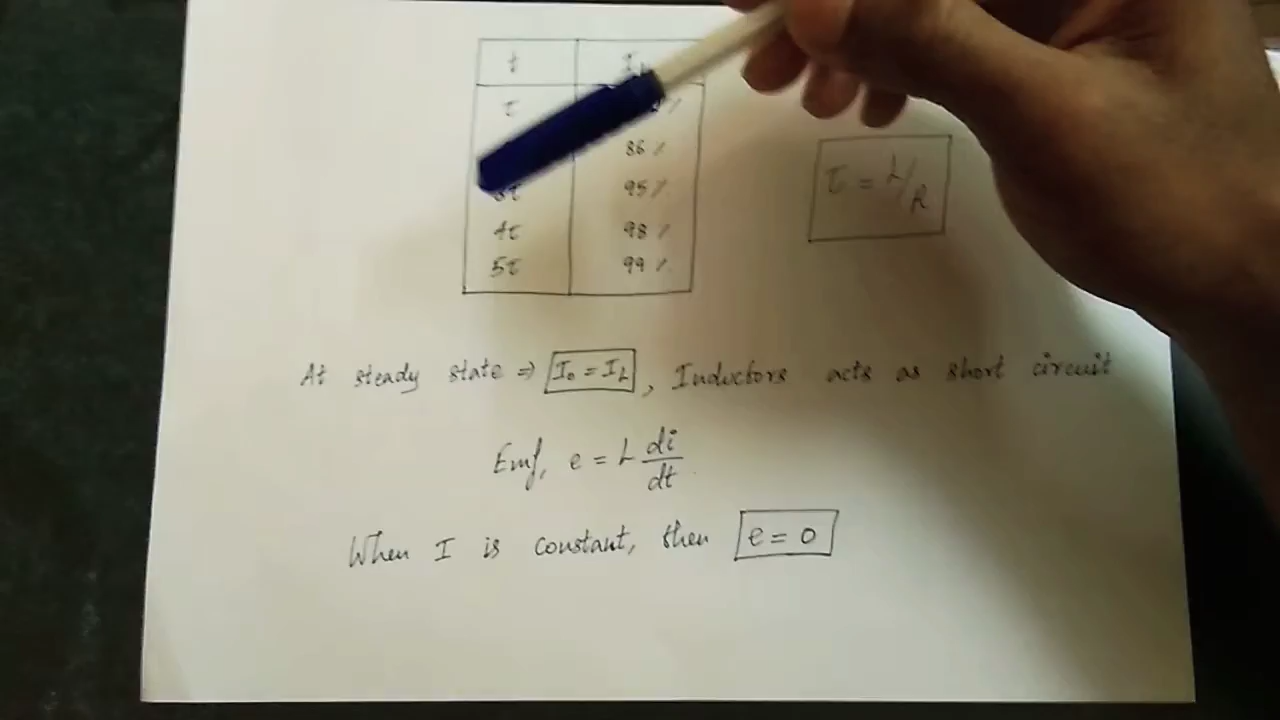 t I
τ %
86 %
3τ 95 %
4τ 98 %
5τ 99 %
τ = L/R
At steady state ⇒ I₀ = I_L , Inductors acts as short circuit
Emf, e = L di/dt
When I is constant, then e = 0